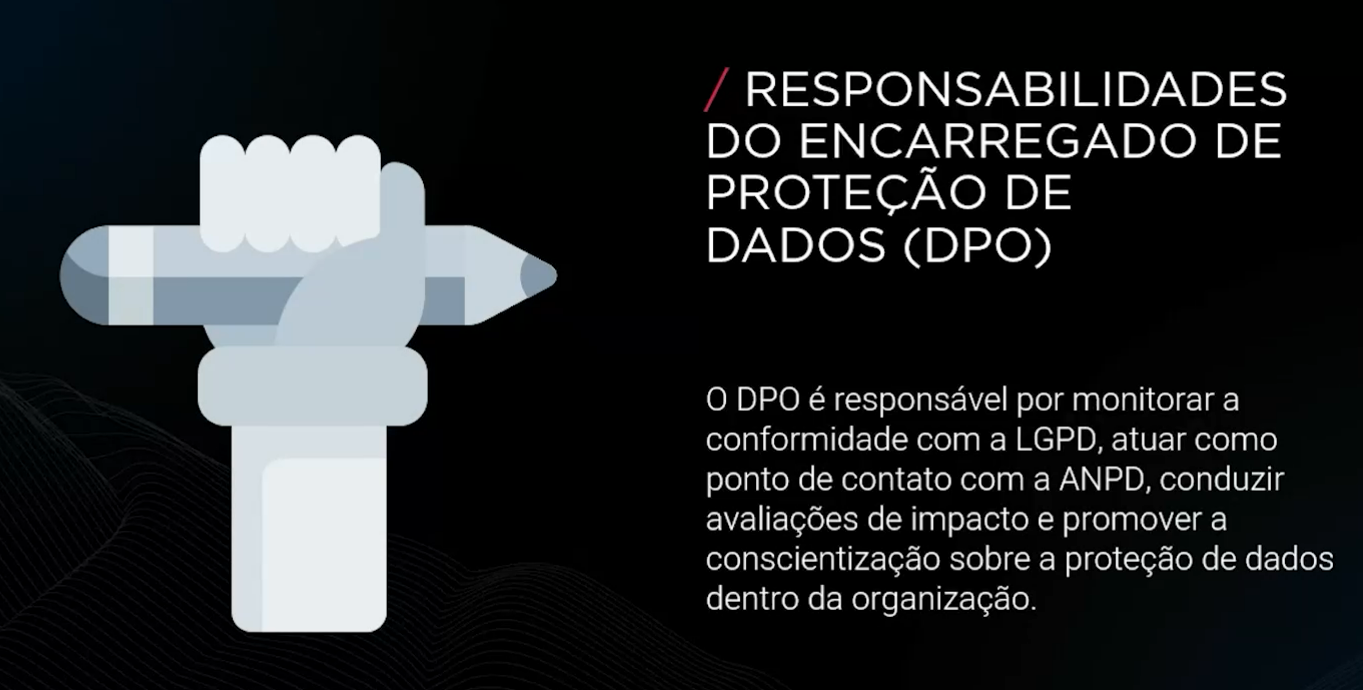 / RESPONSABILIDADES
DO ENCARREGADO DE
PROTEÇÃO DE
DADOS (DPO)
O DPO é responsável por monitorar a
conformidade com a LGPD, atuar como
ponto de contato com a ANPD, conduzir
avaliações de impacto e promover a
conscientização sobre a proteção de dados
dentro da organização.